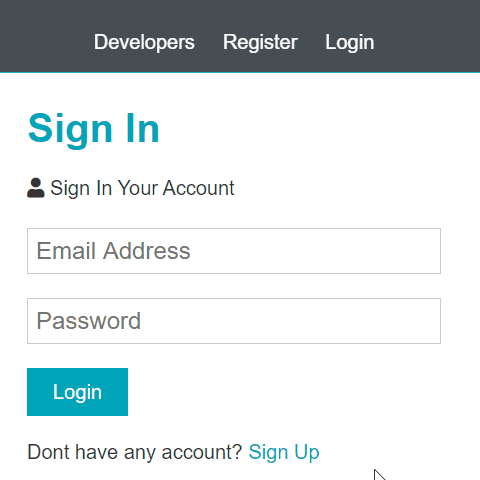 Developers Register Login
Sign In
Sign In Your Account
Email Address
Password
Login
Dont have any account? Sign Up